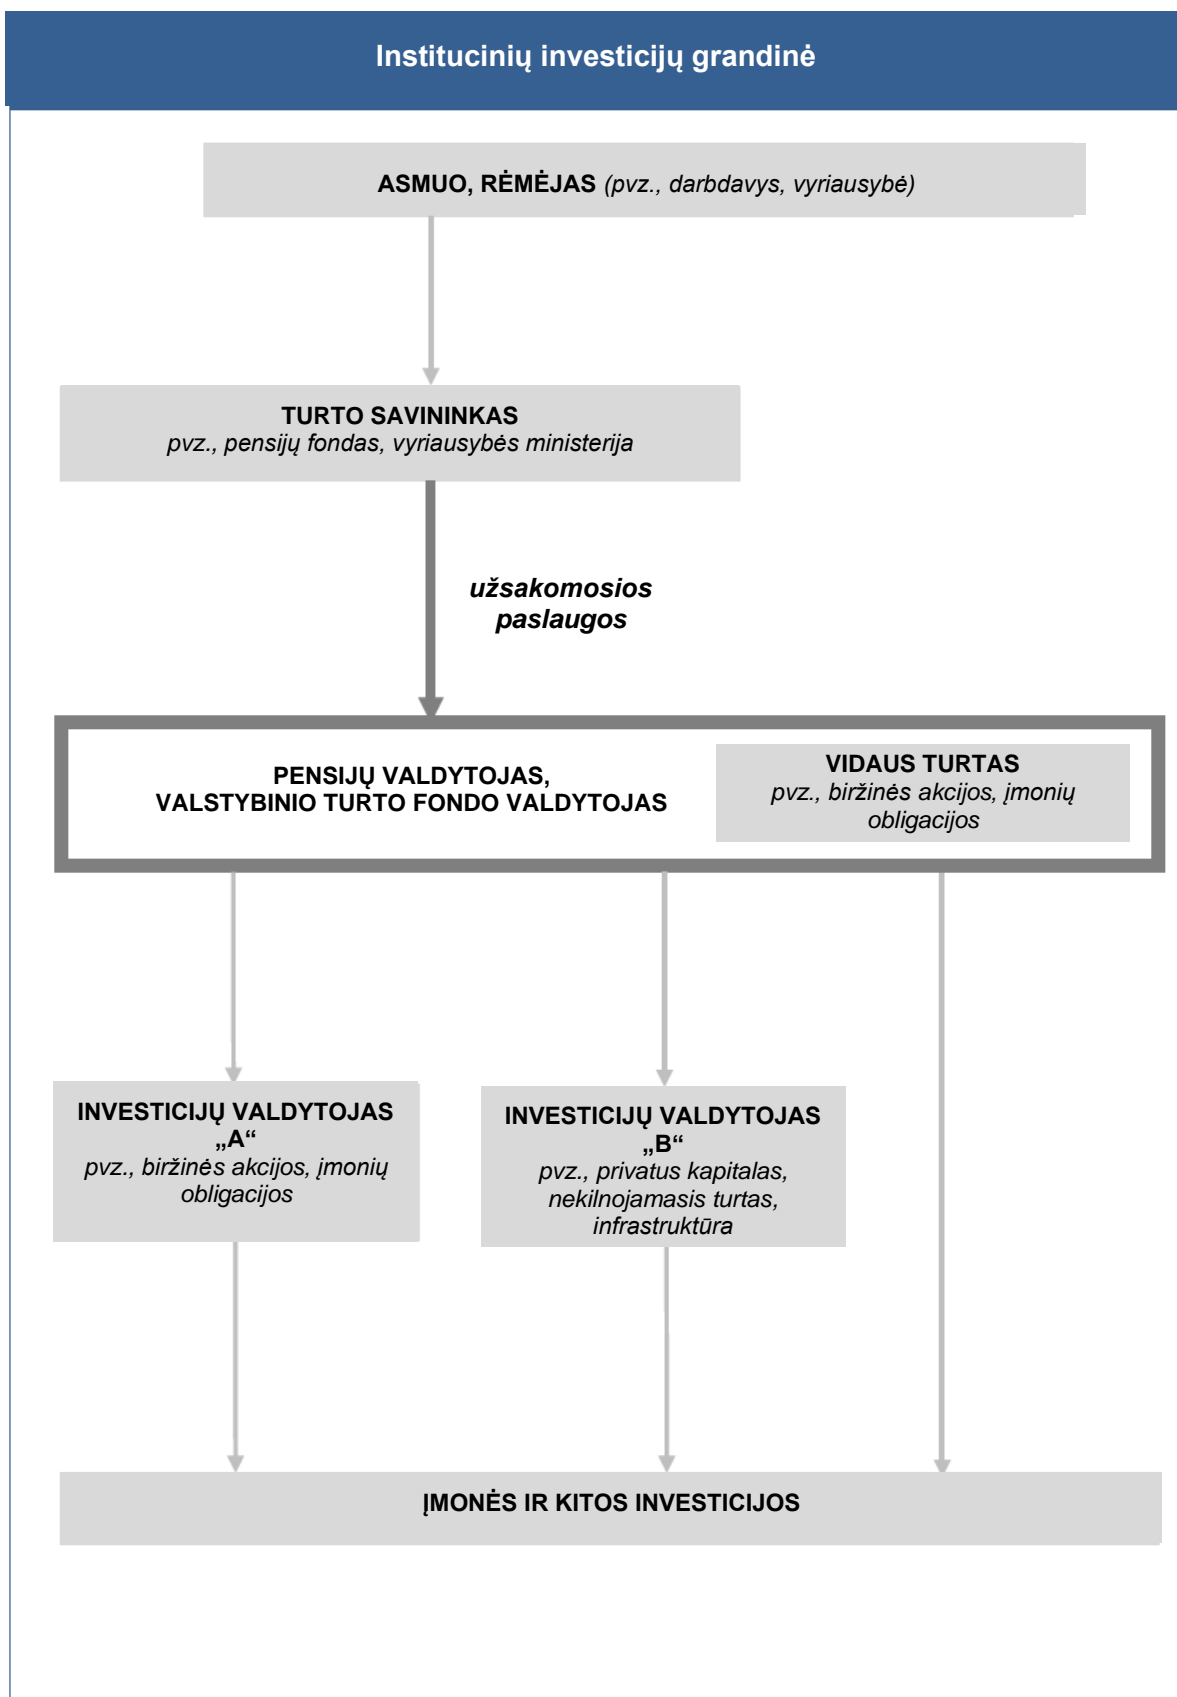 Institucinių investicijų grandinė
ASMUO, RĖMĖJAS (pvz., darbdavys, vyriausybė)
TURTO SAVININKAS
pvz., pensijų fondas, vyriausybės ministerija
užsakomosios
paslaugos
PENSIJŲ VALDYTOJAS,
VALSTYBINIO TURTO FONDO VALDYTOJAS
VIDAUS TURTAS
pvz., biržinės akcijos, įmonių
obligacijos
INVESTICIJŲ VALDYTOJAS
„A“
pvz., biržinės akcijos, įmonių
obligacijos
INVESTICIJŲ VALDYTOJAS
„B“
pvz., privatus kapitalas,
nekilnojamasis turtas,
infrastruktūra
ĮMONĖS IR KITOS INVESTICIJOS